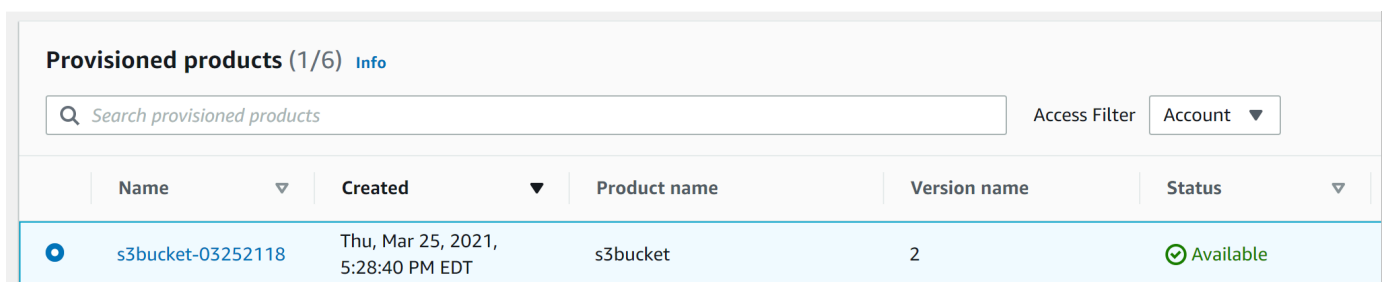 Provisioned products (1/6) Info
Search provisioned products
Access Filter Account
Name Created Product name Version name Status
s3bucket-03252118 Thu, Mar 25, 2021, 5:28:40 PM EDT s3bucket 2 Available